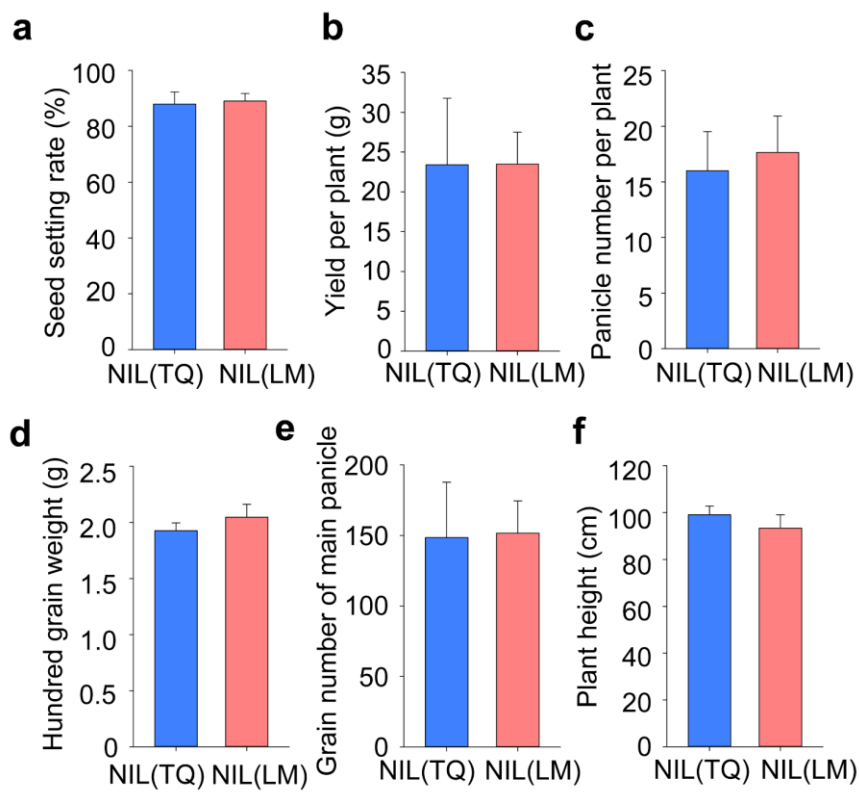 a
Seed setting rate (%)
100
80
60
40
20
0
NIL(TQ) NIL(LM)
b
Yield per plant (g)
35
30
25
20
15
10
5
0
NIL(TQ) NIL(LM)
c
Panicle number per plant
25
20
15
10
5
0
NIL(TQ) NIL(LM)
d
Hundred grain weight (g)
2.5
2.0
1.5
1.0
0.5
0
NIL(TQ) NIL(LM)
e
Grain number of main panicle
200
150
100
50
0
NIL(TQ) NIL(LM)
f
Plant height (cm)
120
100
80
60
40
20
0
NIL(TQ) NIL(LM)